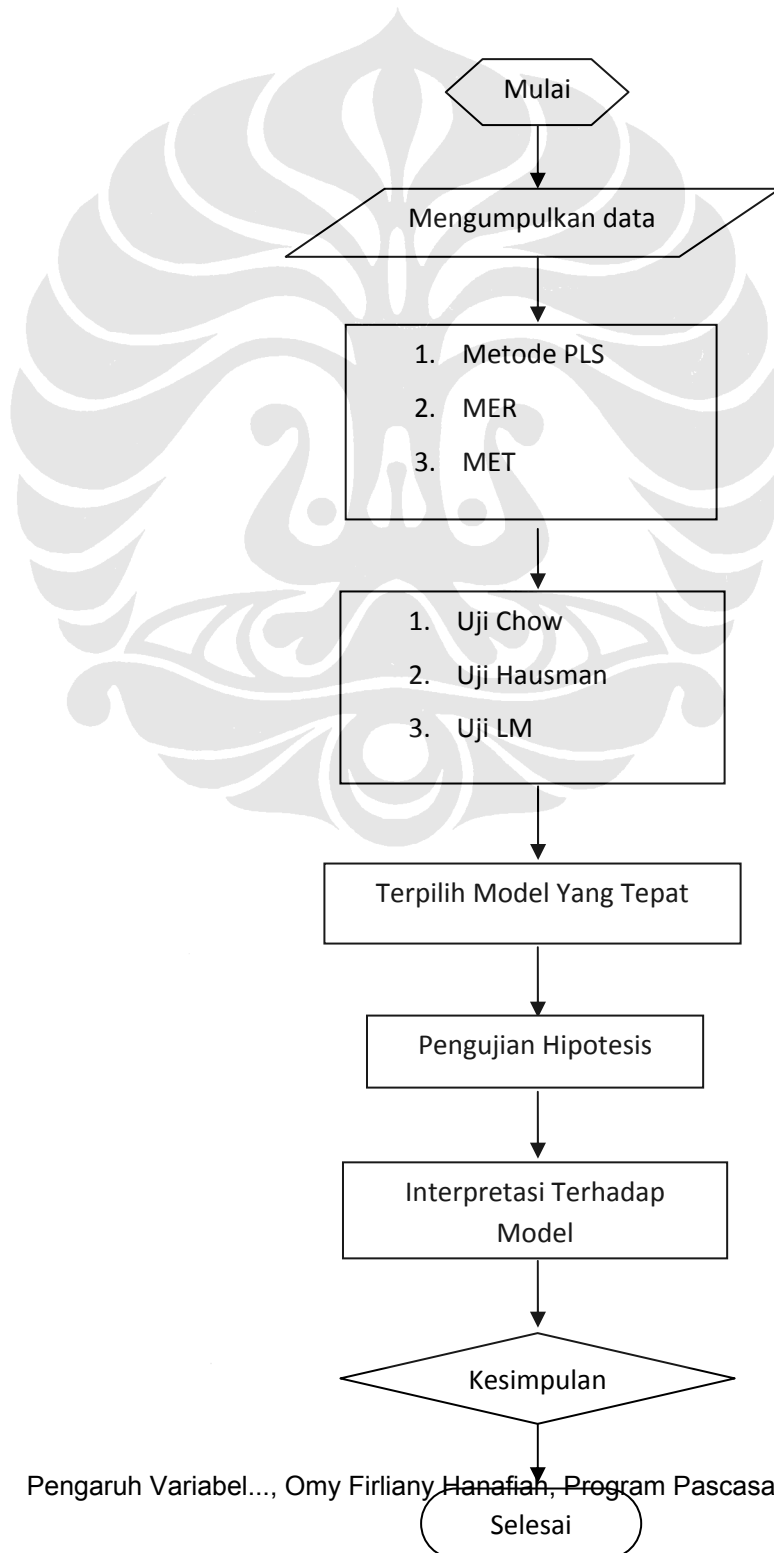 Mulai
Mengumpulkan data
1. Metode PLS
2. MER
3. MET
1. Uji Chow
2. Uji Hausman
3. Uji LM
Terpilih Model Yang Tepat
Pengujian Hipotesis
Interpretasi Terhadap
Model
Kesimpulan
Pengaruh Variabel..., Omy Firliany Hanafiah, Program Pascasa
Selesai